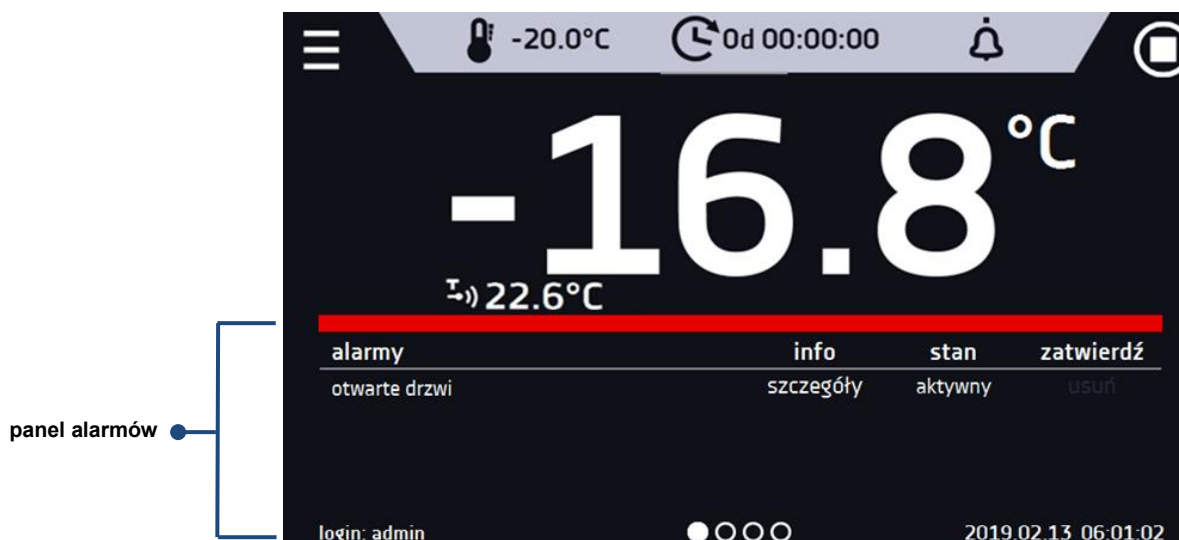 -20.0°C 0d 00:00:00
-16.8 °C
22.6°C
alarmy info stan zatwierdź
otwarte drzwi szczegóły aktywny usuń
panel alarmów
login: admin 2019.02.13 06:01:02